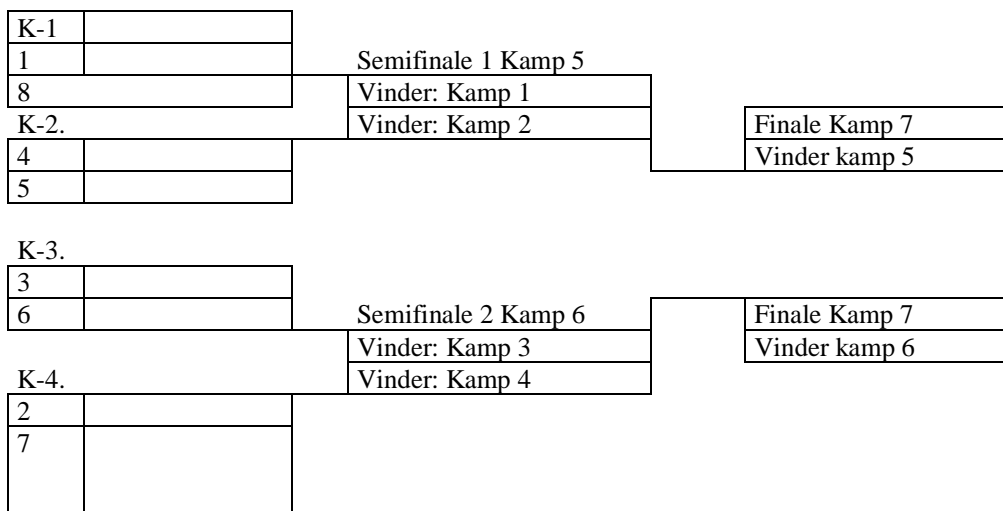 K-1
1
Semifinale 1 Kamp 5
8
Vinder: Kamp 1
K-2.
Vinder: Kamp 2
Finale Kamp 7
4
Vinder kamp 5
5
K-3.
3
6
Semifinale 2 Kamp 6
Finale Kamp 7
Vinder: Kamp 3
Vinder kamp 6
K-4.
Vinder: Kamp 4
2
7